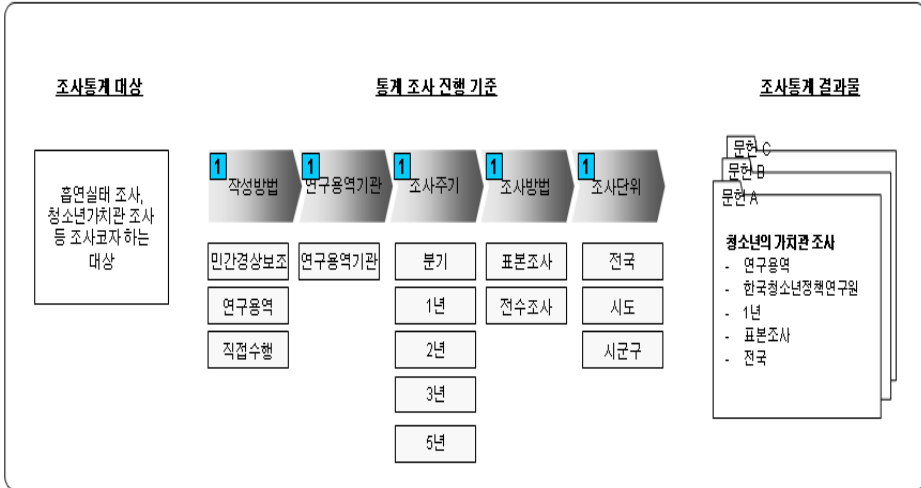 조사통계 대상
통계 조사 진행 기준
조사통계 결과물
흡연실태 조사,
청소년가치관 조사
등 조사코자 하는
대상
1
작성방법
1
연구용역기관
1
조사주기
1
조사방법
1
조사단위
민간경상보조
연구용역
직접수행
연구용역기관
분기
1년
2년
3년
5년
표본조사
전수조사
전국
시도
시군구
문헌 C
문헌 B
문헌 A
청소년의 가치관 조사
- 연구용역
- 한국청소년정책연구원
- 1년
- 표본조사
- 전국